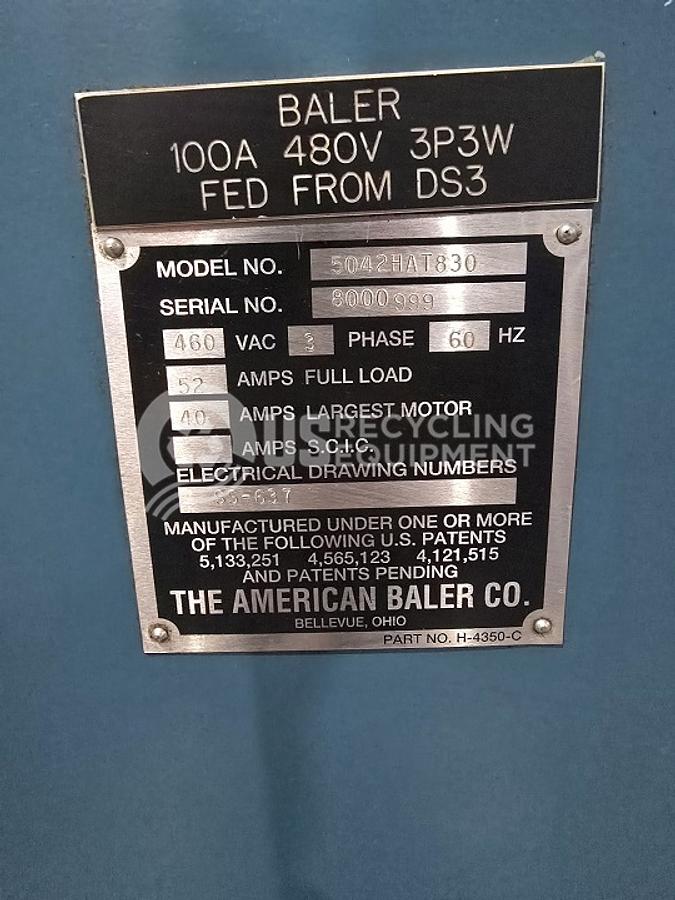 BALER
100A 480V 3P3W
FED FROM DS3
MODEL NO. 5042HAT830
SERIAL NO. 8000999
460 VAC 3 PHASE 60 HZ
52 AMPS FULL LOAD
40 AMPS LARGEST MOTOR
AMPS S.C.I.C.
US RECYCLING
EQUIPMENT
ELECTRICAL DRAWING NUMBERS
SS-637
MANUFACTURED UNDER ONE OR MORE
OF THE FOLLOWING U.S. PATENTS
5,133,251 4,565,123 4,121,515
AND PATENTS PENDING
THE AMERICAN BALER CO.
BELLEVUE, OHIO
PART NO. H-4350-C